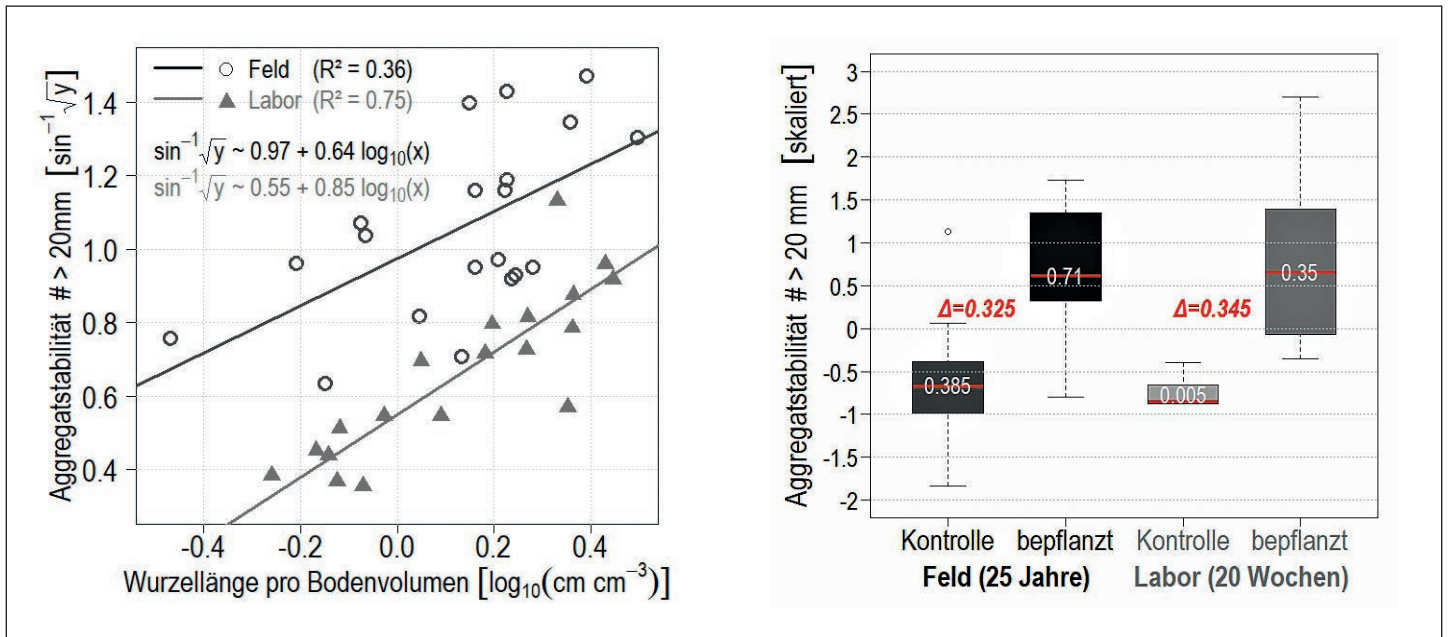 Aggregatstabilität # > 20mm [sin⁻¹√y]
Feld (R² = 0.36)
Labor (R² = 0.75)
sin⁻¹√y ~ 0.97 + 0.64 log₁₀(x)
sin⁻¹√y ~ 0.55 + 0.85 log₁₀(x)
1.4
1.2
1.0
0.8
0.6
0.4
-0.4 -0.2 0.0 0.2 0.4
Wurzellänge pro Bodenvolumen [log₁₀(cm cm⁻³)]
Aggregatstabilität # > 20 mm [skaliert]
3
2.5
2
1.5
1
0.5
0
-0.5
-1
-1.5
-2
0.71
0.35
Δ=0.325 Δ=0.345
0.385
0.005
Kontrolle bepflanzt Kontrolle bepflanzt
Feld (25 Jahre) Labor (20 Wochen)